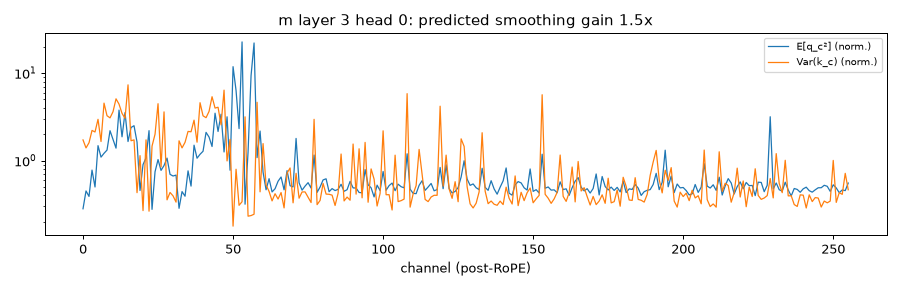 m layer 3 head 0: predicted smoothing gain 1.5x
E[q_c²] (norm.)
Var(k_c) (norm.)
10¹
10⁰
0 50 100 150 200 250
channel (post-RoPE)